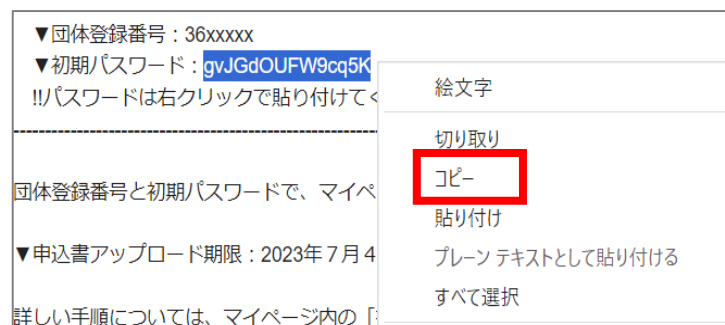 ▼団体登録番号：36xxxxx
▼初期パスワード：gvJGdOUFW9cq5K
!!パスワードは右クリックで貼り付けてく
団体登録番号と初期パスワードで、マイペ
▼申込書アップロード期限：2023年７月４
詳しい手順については、マイページ内の「
絵文字
切り取り
コピー
貼り付け
プレーン テキストとして貼り付ける
すべて選択